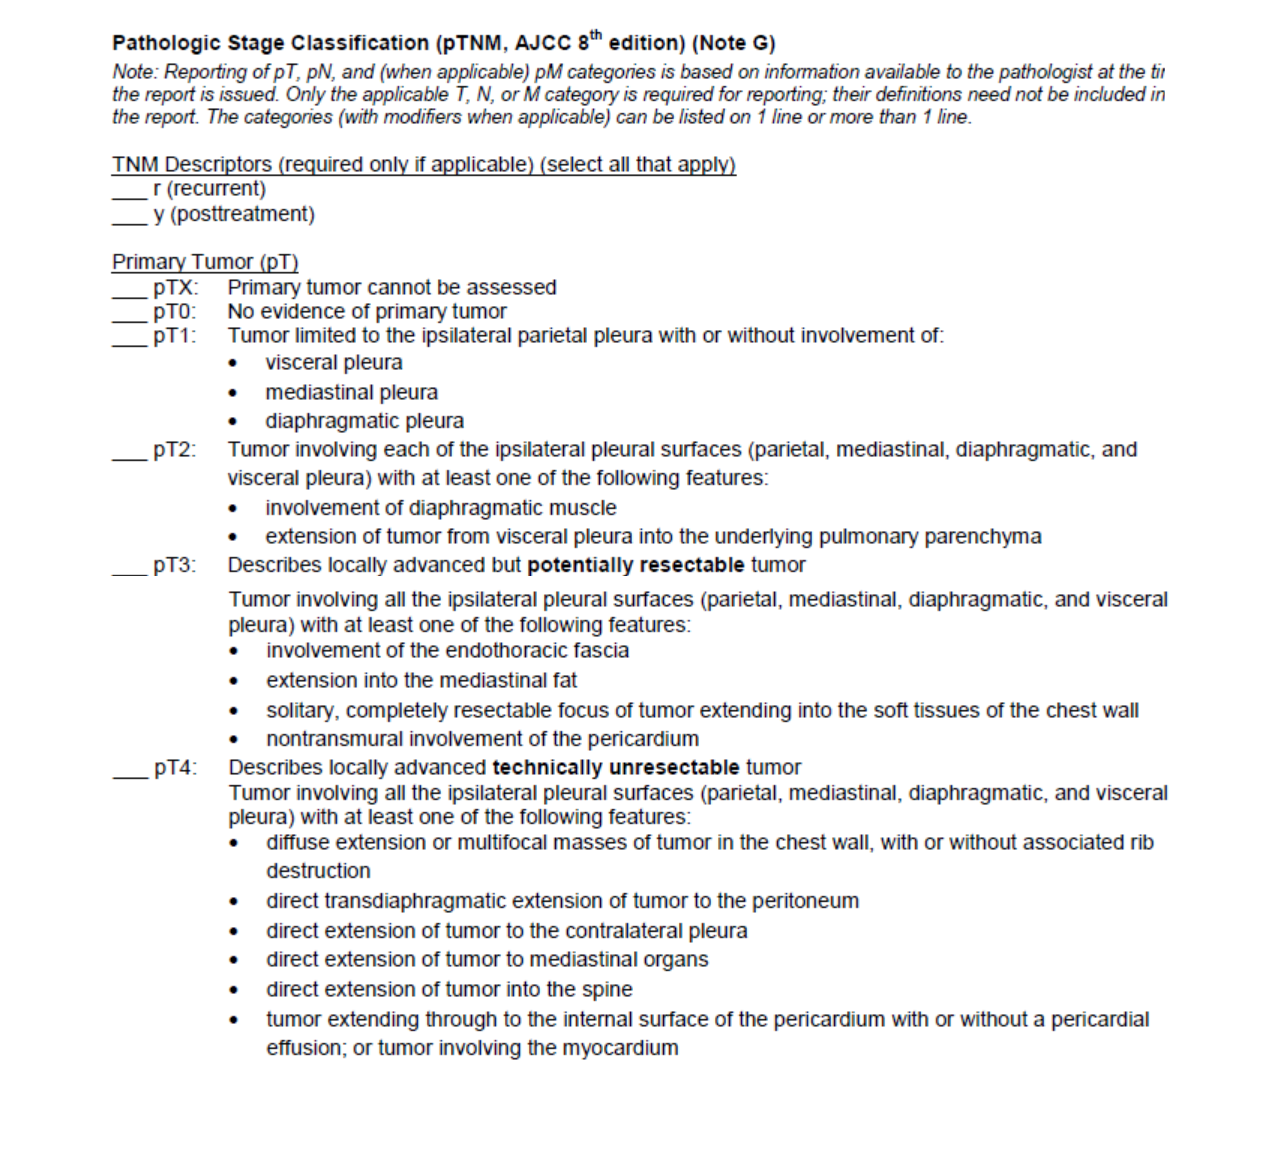 Pathologic Stage Classification (pTNM, AJCC 8th edition) (Note G)
Note: Reporting of pT, pN, and (when applicable) pM categories is based on information available to the pathologist at the
the report is issued. Only the applicable T, N, or M category is required for reporting; their definitions need not be included in
the report. The categories (with modifiers when applicable) can be listed on 1 line or more than 1 line.
TNM Descriptors (required only if applicable) (select all that apply)
___ r (recurrent)
___ y (posttreatment)
Primary Tumor (pT)
___ pTX: Primary tumor cannot be assessed
___ pT0: No evidence of primary tumor
___ pT1: Tumor limited to the ipsilateral parietal pleura with or without involvement of:
• visceral pleura
• mediastinal pleura
• diaphragmatic pleura
___ pT2: Tumor involving each of the ipsilateral pleural surfaces (parietal, mediastinal, diaphragmatic, and
visceral pleura) with at least one of the following features:
• involvement of diaphragmatic muscle
• extension of tumor from visceral pleura into the underlying pulmonary parenchyma
___ pT3: Describes locally advanced but potentially resectable tumor
Tumor involving all the ipsilateral pleural surfaces (parietal, mediastinal, diaphragmatic, and visceral
pleura) with at least one of the following features:
• involvement of the endothoracic fascia
• extension into the mediastinal fat
• solitary, completely resectable focus of tumor extending into the soft tissues of the chest wall
• nontransmural involvement of the pericardium
___ pT4: Describes locally advanced technically unresectable tumor
Tumor involving all the ipsilateral pleural surfaces (parietal, mediastinal, diaphragmatic, and visceral
pleura) with at least one of the following features:
• diffuse extension or multifocal masses of tumor in the chest wall, with or without associated rib
destruction
• direct transdiaphragmatic extension of tumor to the peritoneum
• direct extension of tumor to the contralateral pleura
• direct extension of tumor to mediastinal organs
• direct extension of tumor into the spine
• tumor extending through to the internal surface of the pericardium with or without a pericardial
effusion; or tumor involving the myocardium